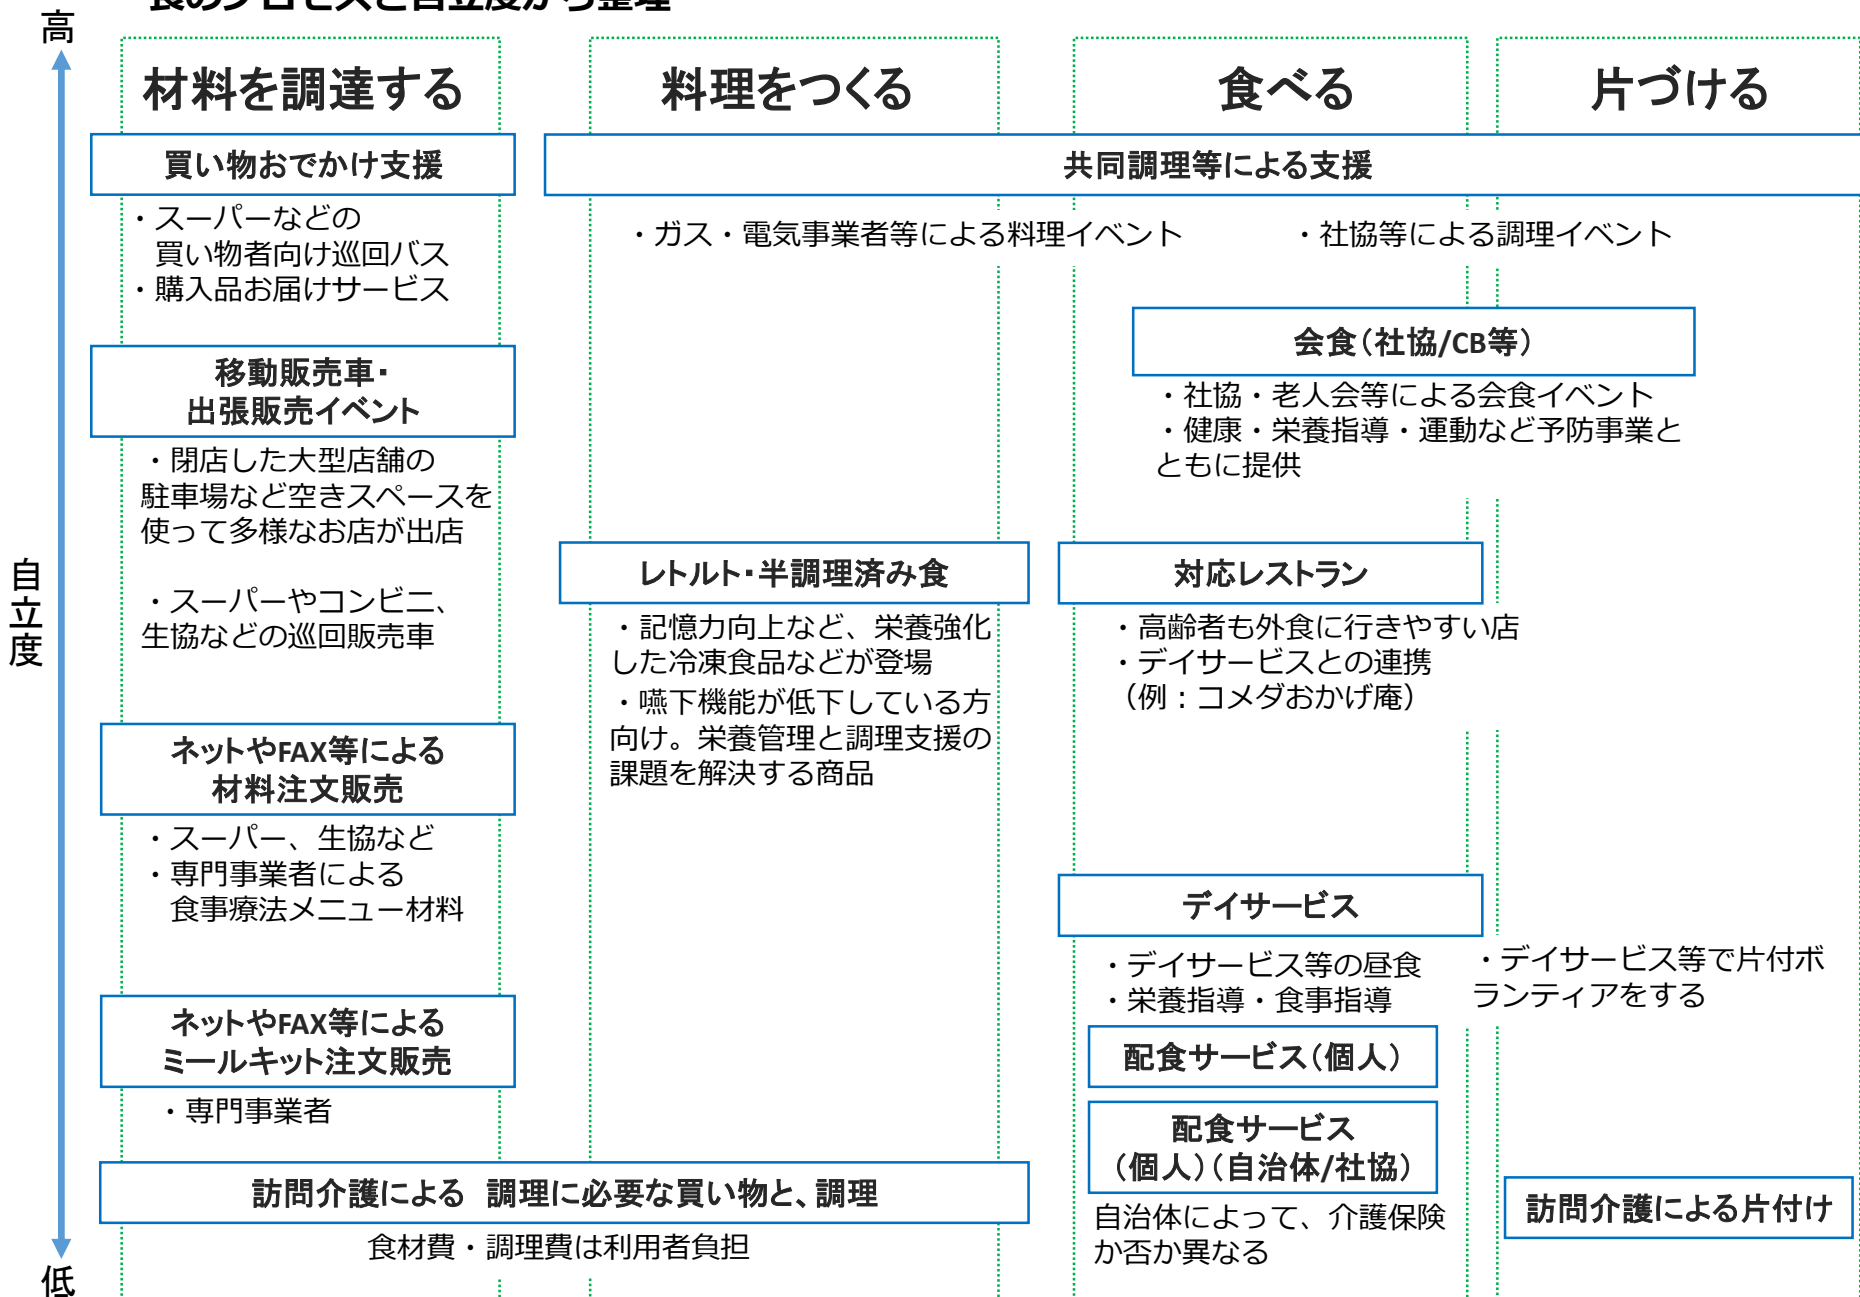 食のプロセスと自立度から整理
高
材料を調達する
料理をつくる
食べる
片づける
買い物おでかけ支援
共同調理等による支援
・スーパーなどの
買い物者向け巡回バス
・購入品お届けサービス
・ガス・電気事業者等による料理イベント
・社協等による調理イベント
会食（社協/CB等）
・社協・老人会等による会食イベント
・健康・栄養指導・運動など予防事業と
ともに提供
移動販売車・
出張販売イベント
・閉店した大型店舗の
駐車場など空きスペースを
使って多様なお店が出店
・スーパーやコンビニ、
生協などの巡回販売車
自立度
レトルト・半調理済み食
・記憶力向上など、栄養強化
した冷凍食品などが登場
・嚥下機能が低下している方
向け。栄養管理と調理支援の
課題を解決する商品
対応レストラン
・高齢者も外食に行きやすい店
・デイサービスとの連携
（例：コメダおかげ庵）
ネットやFAX等による
材料注文販売
・スーパー、生協など
・専門事業者による
食事療法メニュー材料
デイサービス
・デイサービス等の昼食
・栄養指導・食事指導
・デイサービス等で片付ボ
ランティアをする
ネットやFAX等による
ミールキット注文販売
・専門事業者
配食サービス（個人）
配食サービス
（個人）（自治体/社協）
自治体によって、介護保険
か否か異なる
訪問介護による　調理に必要な買い物と、調理
食材費・調理費は利用者負担
訪問介護による片付け
低